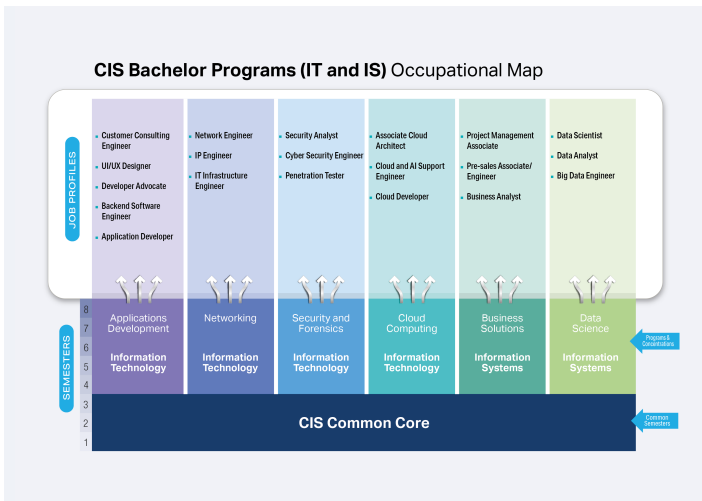 CIS Bachelor Programs (IT and IS) Occupational Map
JOB PROFILES
Customer Consulting
Engineer
UI/UX Designer
Developer Advocate
Backend Software
Engineer
Application Developer
Network Engineer
IP Engineer
IT Infrastructure
Engineer
Security Analyst
Cyber Security Engineer
Penetration Tester
Associate Cloud
Architect
Cloud and AI Support
Engineer
Cloud Developer
Project Management
Associate
Pre-sales Associate/
Engineer
Business Analyst
Data Scientist
Data Analyst
Big Data Engineer
SEMESTERS
8
7
6
5
4
3
2
1
Applications
Development
Information
Technology
Networking
Information
Technology
Security and
Forensics
Information
Technology
Cloud
Computing
Information
Technology
Business
Solutions
Information
Systems
Data
Science
Information
Systems
Programs &
Concentrations
CIS Common Core
Common
Semesters